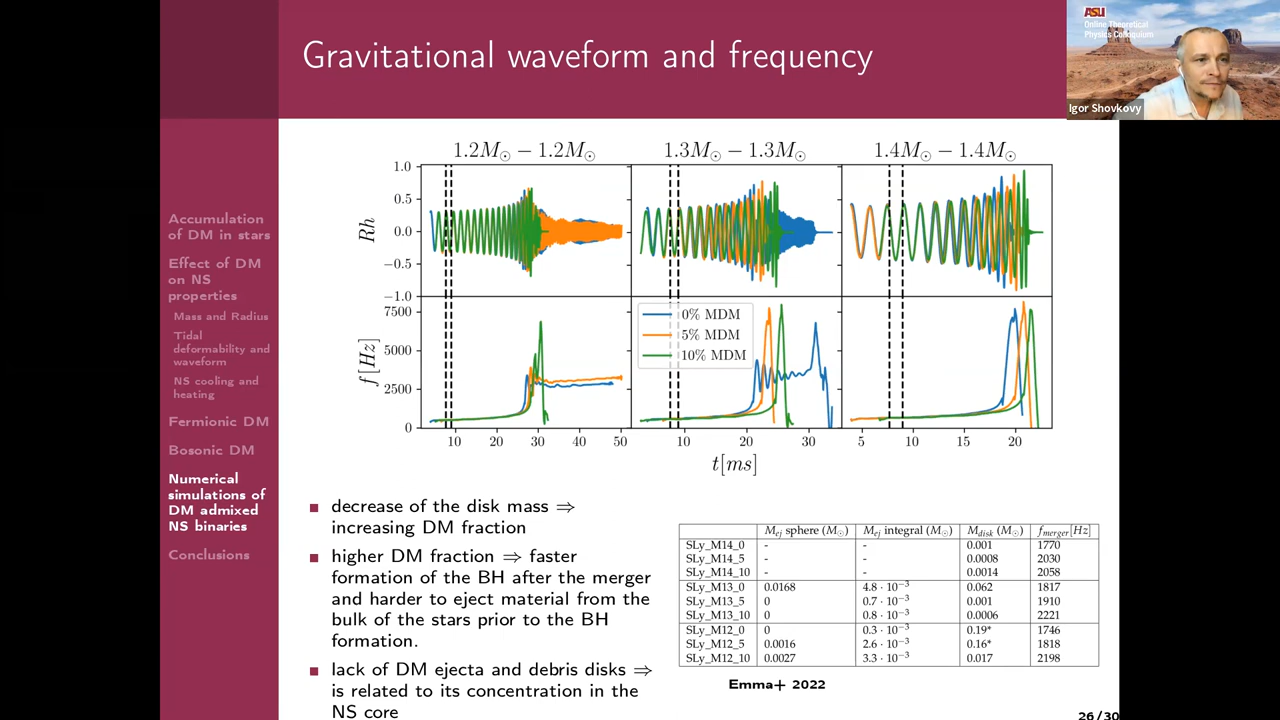 Gravitational waveform and frequency
ASU
Online Theoretical
Physics Colloquium
Igor Shovkovy
Accumulation
of DM in stars
Effect of DM
on NS
properties
Mass and Radius
Tidal
deformability and
waveform
NS cooling and
heating
Fermionic DM
Bosonic DM
Numerical
simulations of
DM admixed
NS binaries
Conclusions
1.2M⊙ − 1.2M⊙ 1.3M⊙ − 1.3M⊙ 1.4M⊙ − 1.4M⊙
Rh
1.0
0.5
0.0
−0.5
−1.0
f[Hz]
7500
5000
2500
0
0% MDM
5% MDM
10% MDM
10 20 30 40 50 10 20 30 5 10 15 20
t[ms]
decrease of the disk mass ⇒
increasing DM fraction
higher DM fraction ⇒ faster
formation of the BH after the merger
and harder to eject material from the
bulk of the stars prior to the BH
formation.
lack of DM ejecta and debris disks ⇒
is related to its concentration in the
NS core
M_ej sphere (M⊙) M_ej integral (M⊙) M_disk (M⊙) f_merger[Hz]
SLy_M14_0 - - 0.001 1770
SLy_M14_5 - - 0.0008 2030
SLy_M14_10 - - 0.0014 2058
SLy_M13_0 0.0168 4.8 · 10⁻³ 0.062 1817
SLy_M13_5 0 0.7 · 10⁻³ 0.001 1910
SLy_M13_10 0 0.8 · 10⁻³ 0.0006 2221
SLy_M12_0 0 0.3 · 10⁻³ 0.19* 1746
SLy_M12_5 0.0016 2.6 · 10⁻³ 0.16* 1818
SLy_M12_10 0.0027 3.3 · 10⁻³ 0.017 2198
Emma+ 2022
26/30